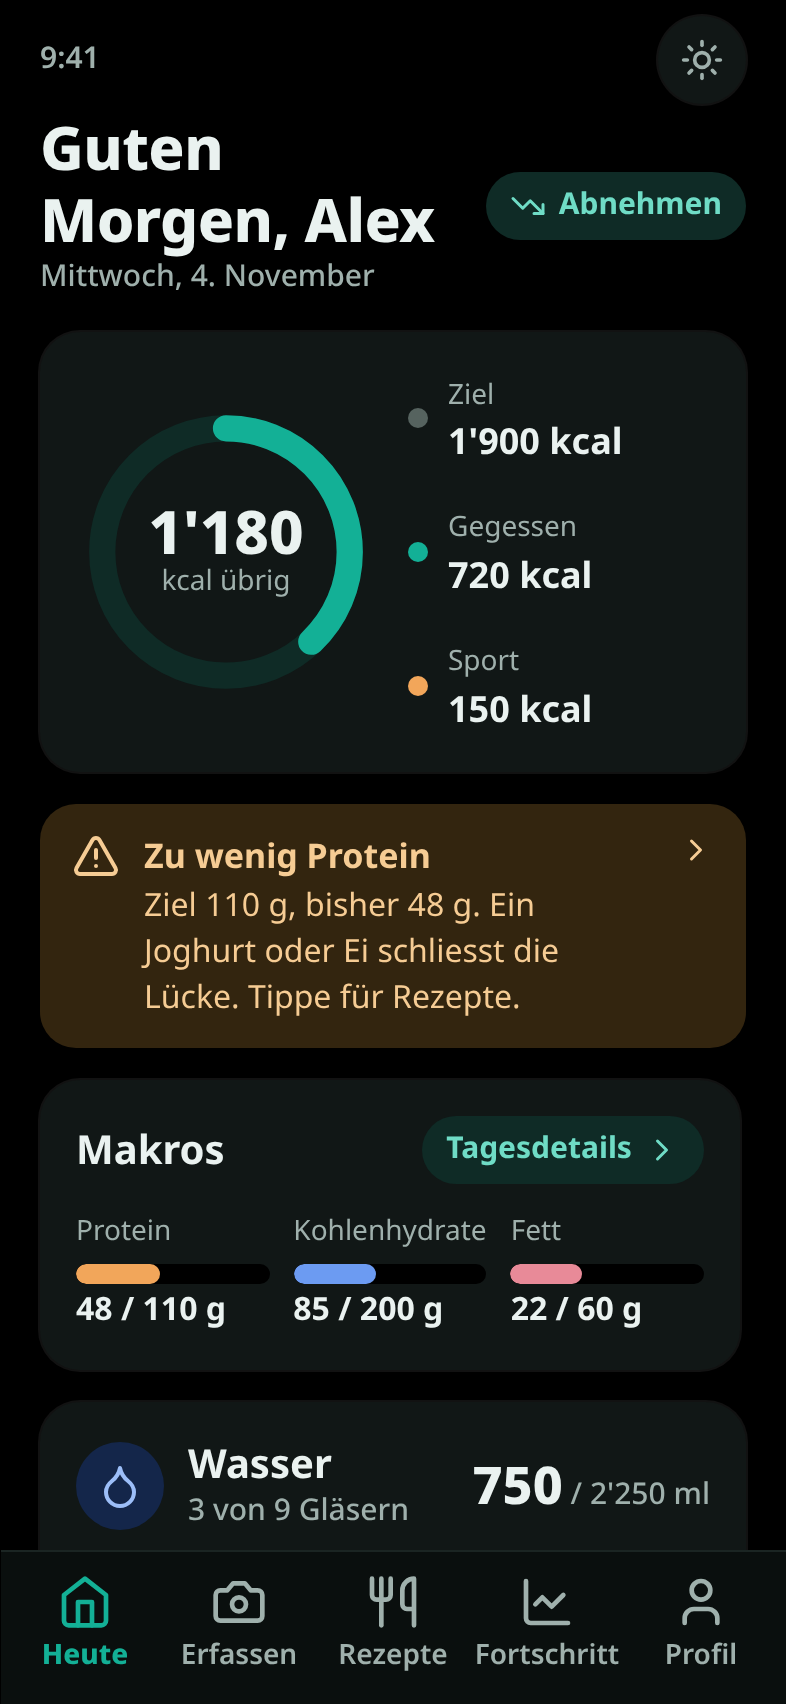 9:41
Guten
Morgen, Alex
Abnehmen
Mittwoch, 4. November
1'180
kcal übrig
Ziel
1'900 kcal
Gegessen
720 kcal
Sport
150 kcal
Zu wenig Protein
Ziel 110 g, bisher 48 g. Ein
Joghurt oder Ei schliesst die
Lücke. Tippe für Rezepte.
Makros
Tagesdetails
Protein
48 / 110 g
Kohlenhydrate
85 / 200 g
Fett
22 / 60 g
Wasser
3 von 9 Gläsern
750 / 2'250 ml
Heute
Erfassen
Rezepte
Fortschritt
Profil